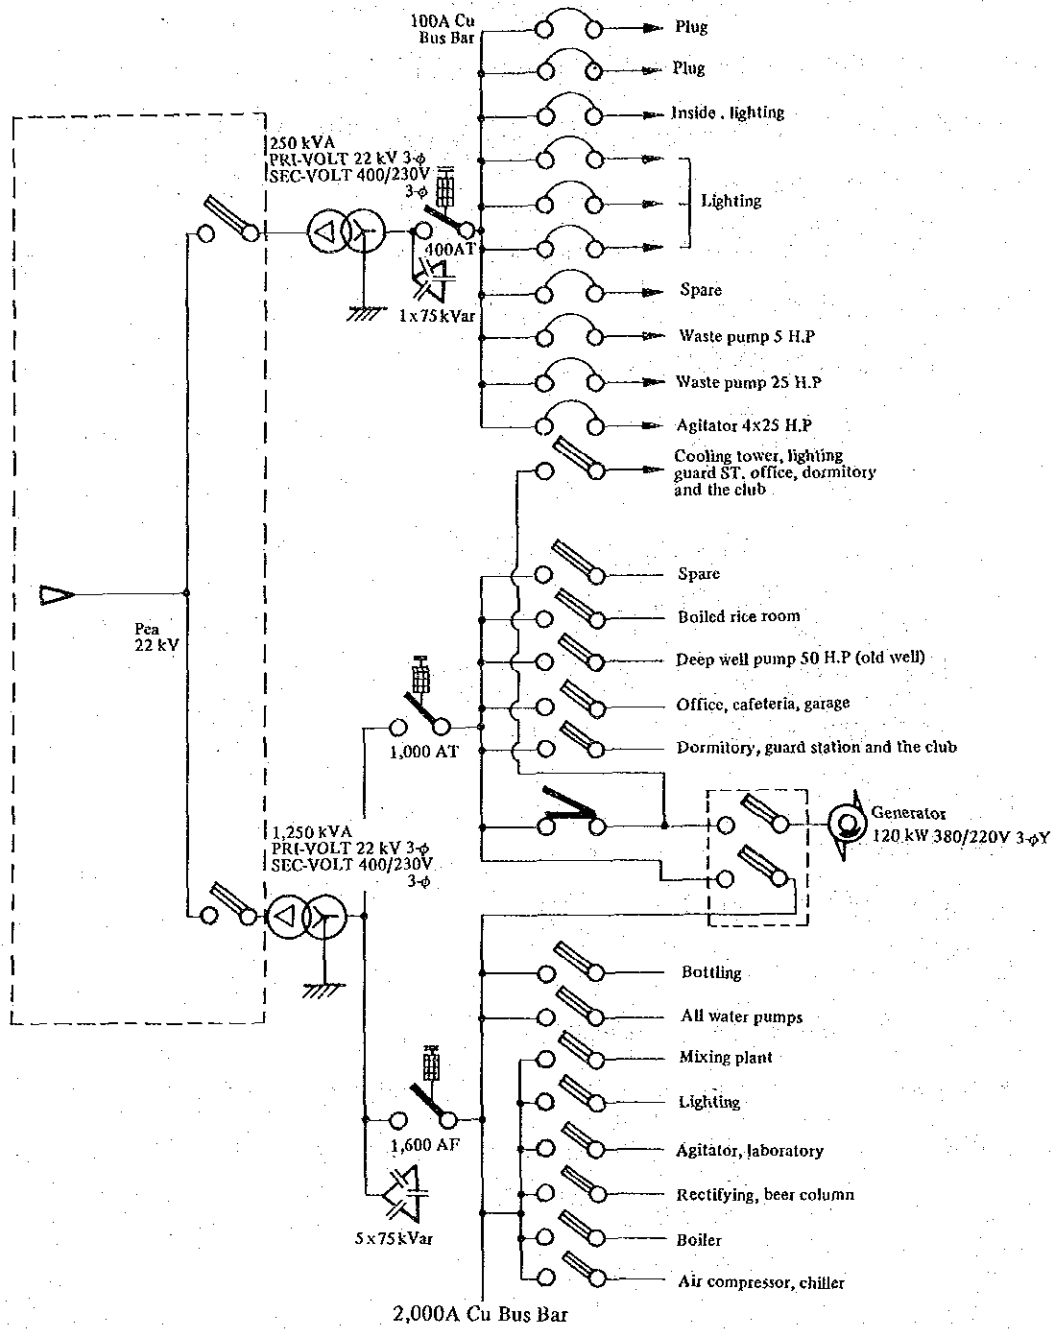 100A Cu
Bus Bar
Plug
Plug
Inside . lighting
Lighting
Spare
Waste pump 5 H.P
Waste pump 25 H.P
Agitator 4x25 H.P
Cooling tower, lighting
guard ST. office, dormitory
and the club
250 kVA
PRI-VOLT 22 kV 3-ϕ
SEC-VOLT 400/230V
3-ϕ
400AT
1x75kVar
Pea
22 kV
Spare
Boiled rice room
Deep well pump 50 H.P (old well)
Office, cafeteria, garage
Dormitory, guard station and the club
1,000 AT
Generator
120 kW 380/220V 3-ϕY
1,250 kVA
PRI-VOLT 22 kV 3-ϕ
SEC-VOLT 400/230V
3-ϕ
Bottling
All water pumps
Mixing plant
Lighting
Agitator, laboratory
Rectifying, beer column
Boiler
Air compressor, chiller
1,600 AF
5x75kVar
2,000A Cu Bus Bar